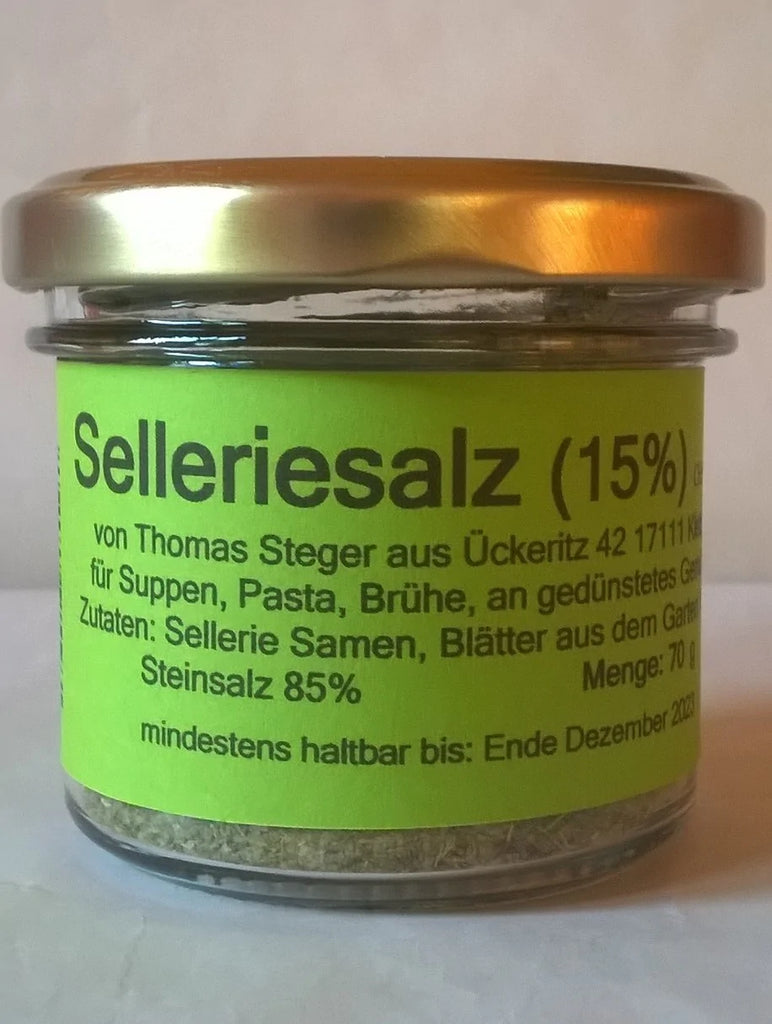 Selleriesalz (15%)
von Thomas Steger aus Ückeritz 42 17111
für Suppen, Pasta, Brühe, an gedünstetes
Zutaten: Sellerie Samen, Blätter aus dem Garten
Steinsalz 85% Menge: 70 g
mindestens haltbar bis: Ende Dezember 2023